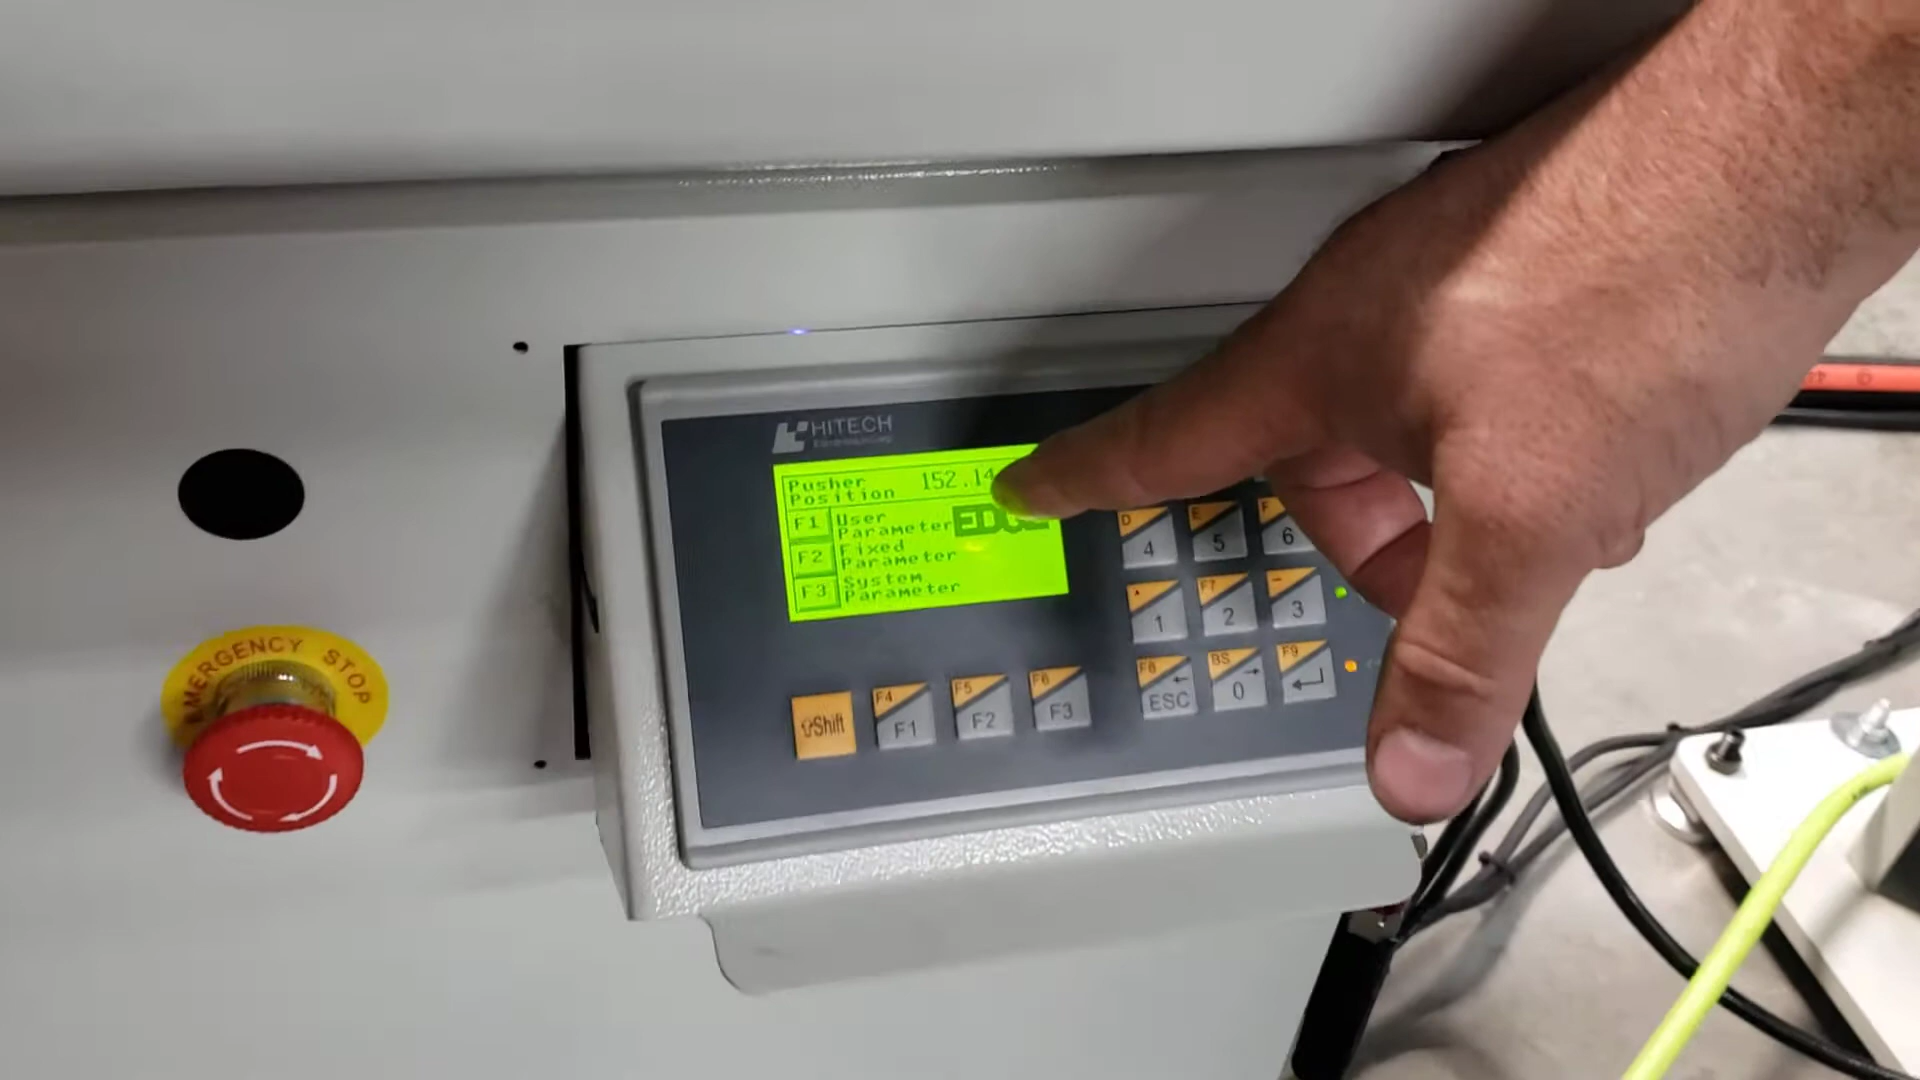 HITECH
Pusher
Position 152.14
F1 User
Parameter
F2 Fixed
Parameter
F3 System
Parameter
EMERGENCY STOP
D 4
E 5
F 6
1
F7 2
- 3
F8 ← ESC
BS → 0
F9
⇧Shift
F4 F1
F5 F2
F6 F3